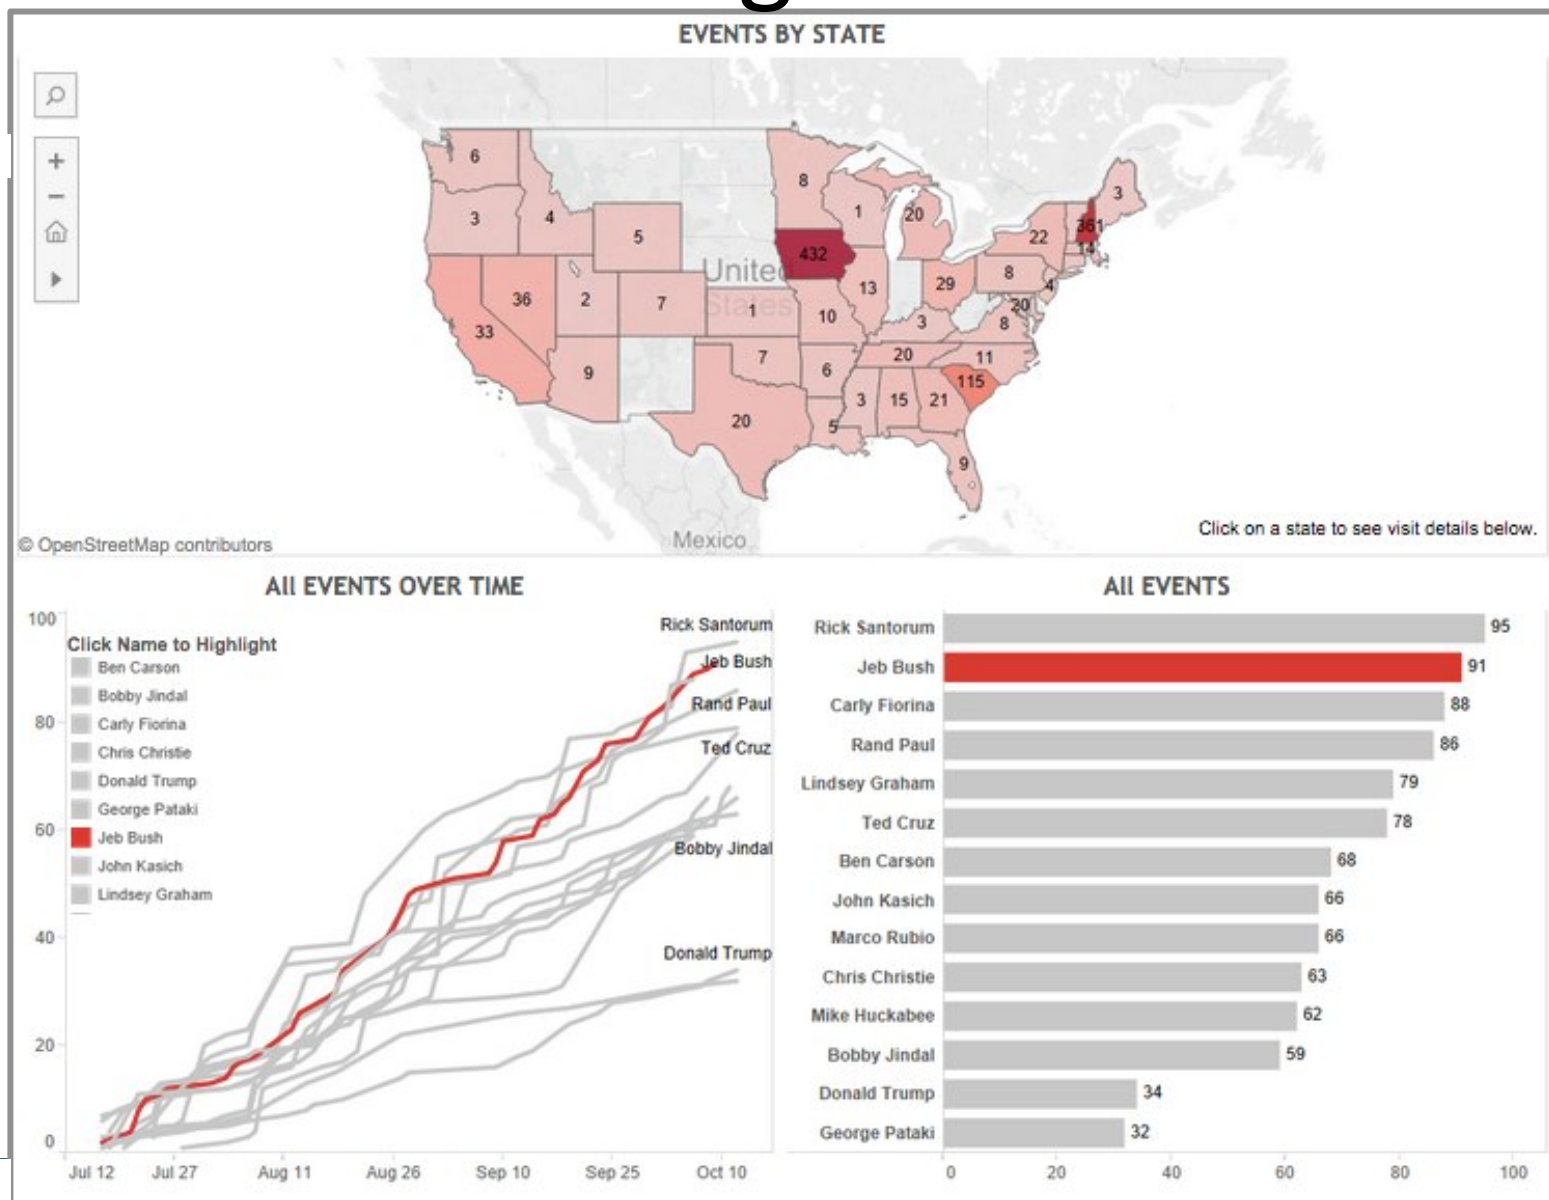 EVENTS BY STATE
6
3
4
5
8
1
20
3
361
14
22
432
13
29
8
4
20
8
36
33
2
7
1
10
3
9
7
6
20
11
115
3
15
21
20
5
9
United
States
Mexico
© OpenStreetMap contributors
Click on a state to see visit details below.
All EVENTS OVER TIME
100
80
60
40
20
0
Click Name to Highlight
Ben Carson
Bobby Jindal
Carly Fiorina
Chris Christie
Donald Trump
George Pataki
Jeb Bush
John Kasich
Lindsey Graham
Rick Santorum
Jeb Bush
Rand Paul
Ted Cruz
Bobby Jindal
Donald Trump
Jul 12 Jul 27 Aug 11 Aug 26 Sep 10 Sep 25 Oct 10
All EVENTS
Rick Santorum 95
Jeb Bush 91
Carly Fiorina 88
Rand Paul 86
Lindsey Graham 79
Ted Cruz 78
Ben Carson 68
John Kasich 66
Marco Rubio 66
Chris Christie 63
Mike Huckabee 62
Bobby Jindal 59
Donald Trump 34
George Pataki 32
0 20 40 60 80 100